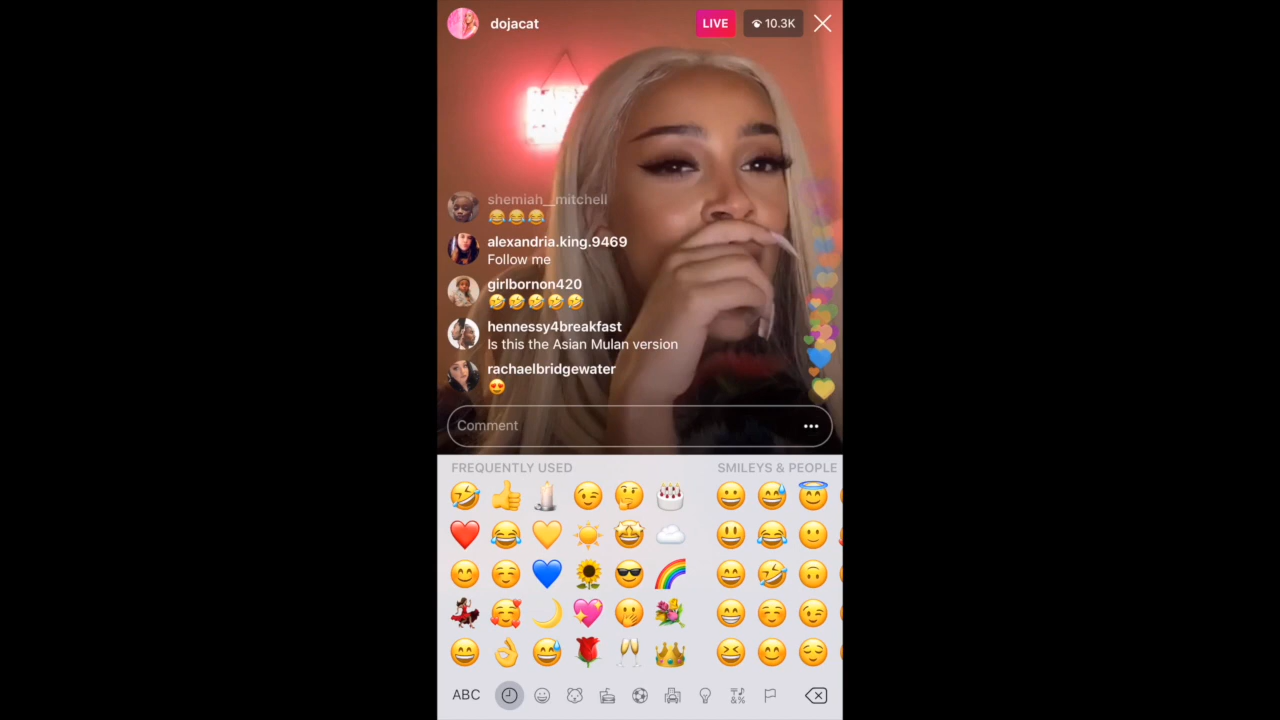 dojacat
LIVE
10.3K
shemiah__mitchell
😂😂😂
alexandria.king.9469
Follow me
girlbornon420
🤣🤣🤣🤣🤣
hennessy4breakfast
Is this the Asian Mulan version
rachaelbridgewater
😍
Comment
FREQUENTLY USED
SMILEYS & PEOPLE
ABC